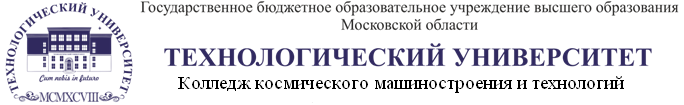 Государственное бюджетное образовательное учреждение высшего образования
Московской области
ТЕХНОЛОГИЧЕСКИЙ УНИВЕРСИТЕТ
Колледж космического машиностроения и технологий
ТЕХНОЛОГИЧЕСКИЙ УНИВЕРСИТЕТ
Cum nobis in future
MCMXCVIII